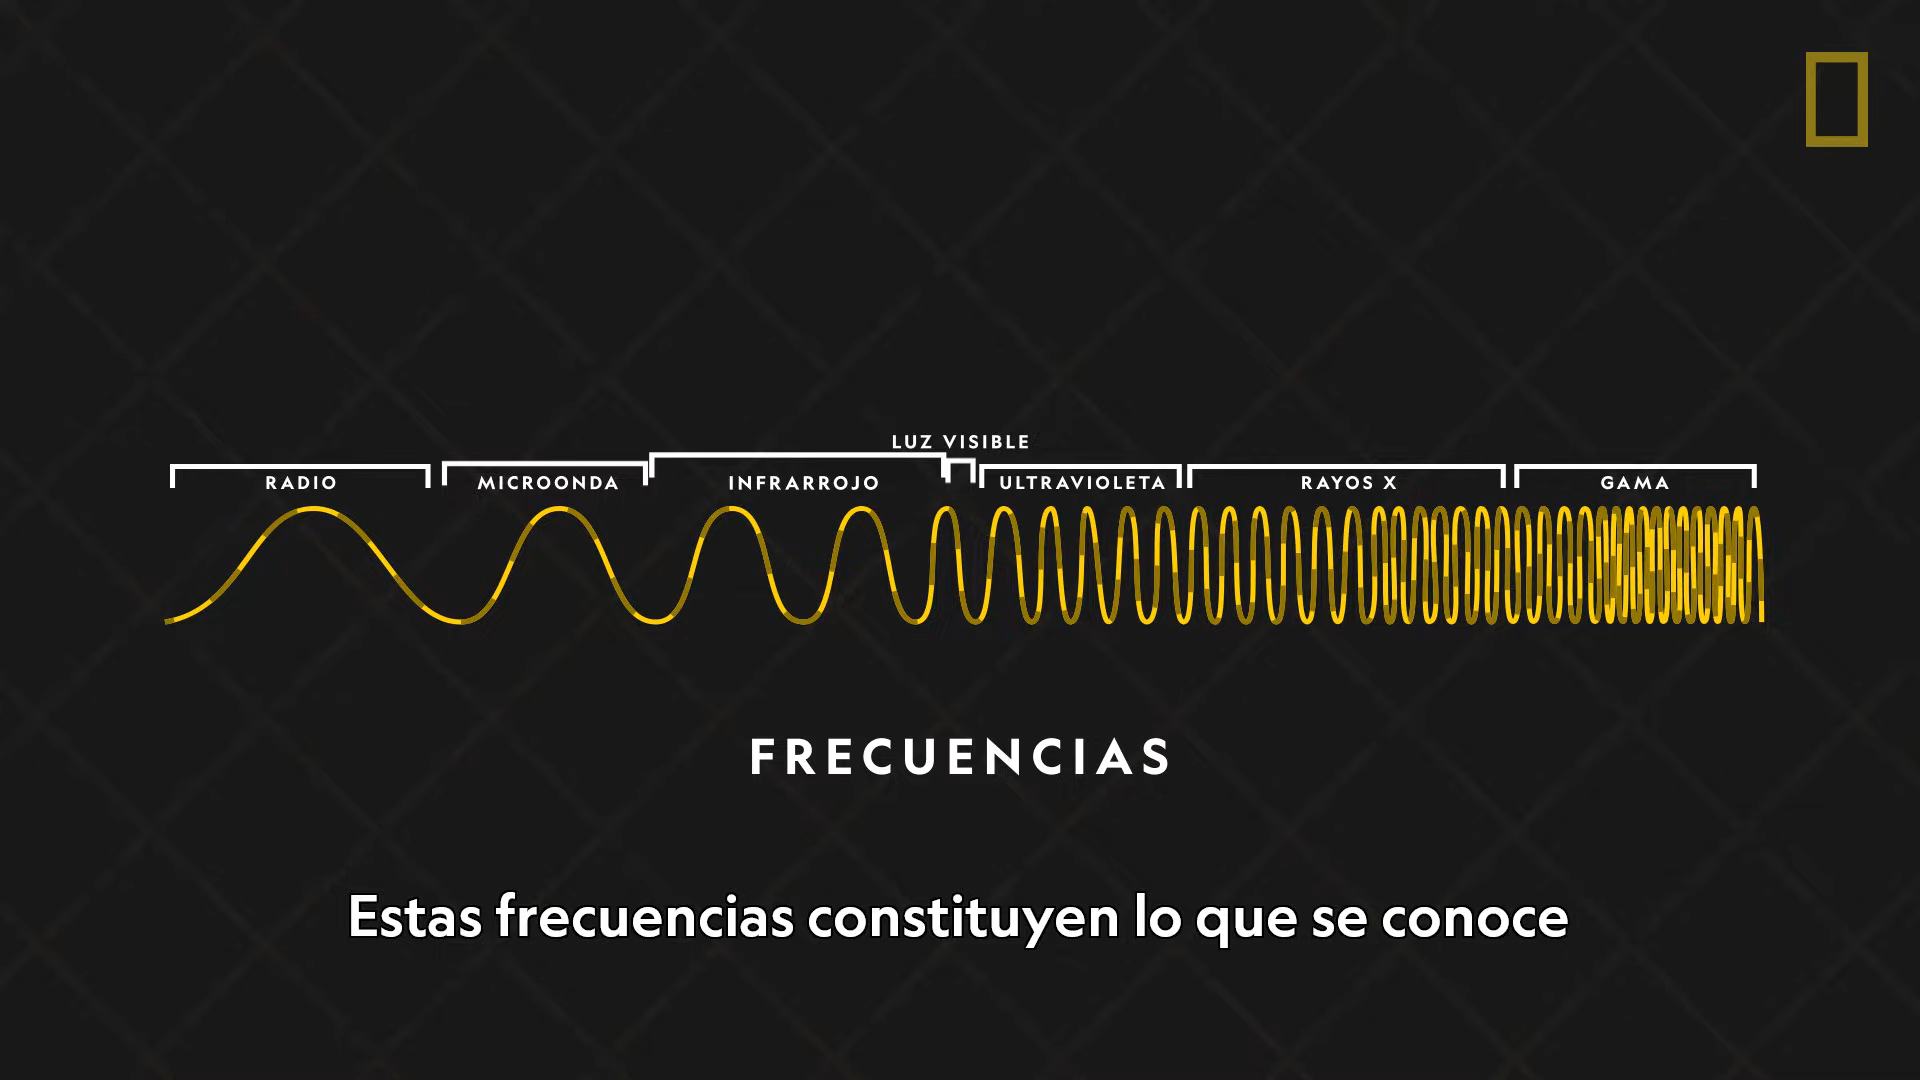 LUZ VISIBLE
RADIO MICROONDA INFRARROJO ULTRAVIOLETA RAYOS X GAMA
FRECUENCIAS
Estas frecuencias constituyen lo que se conoce